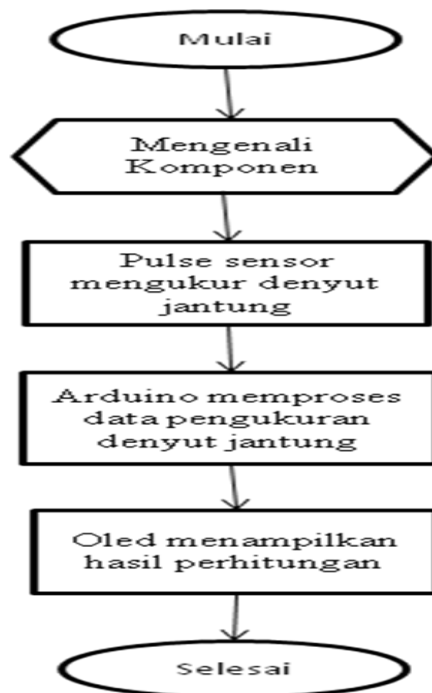 Mulai
Mengenali
Komponen
Pulse sensor
mengukur denyut
jantung
Arduino memproses
data pengukuran
denyut jantung
Oled menampilkan
hasil perhitungan
Selesai